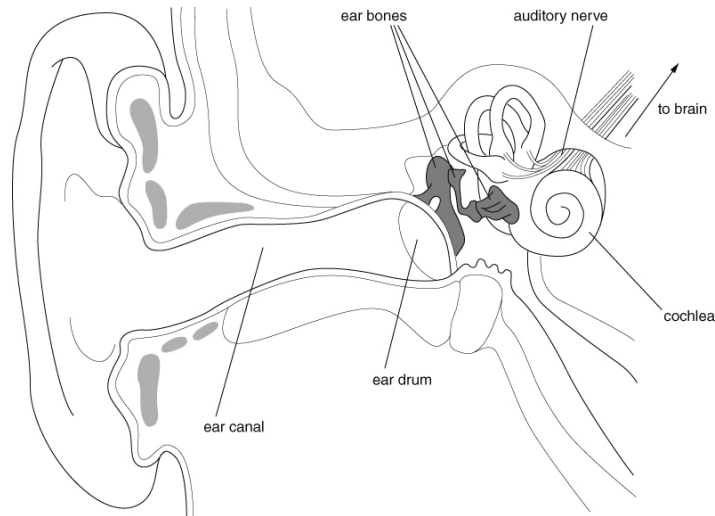 ear bones
auditory nerve
to brain
cochlea
ear drum
ear canal